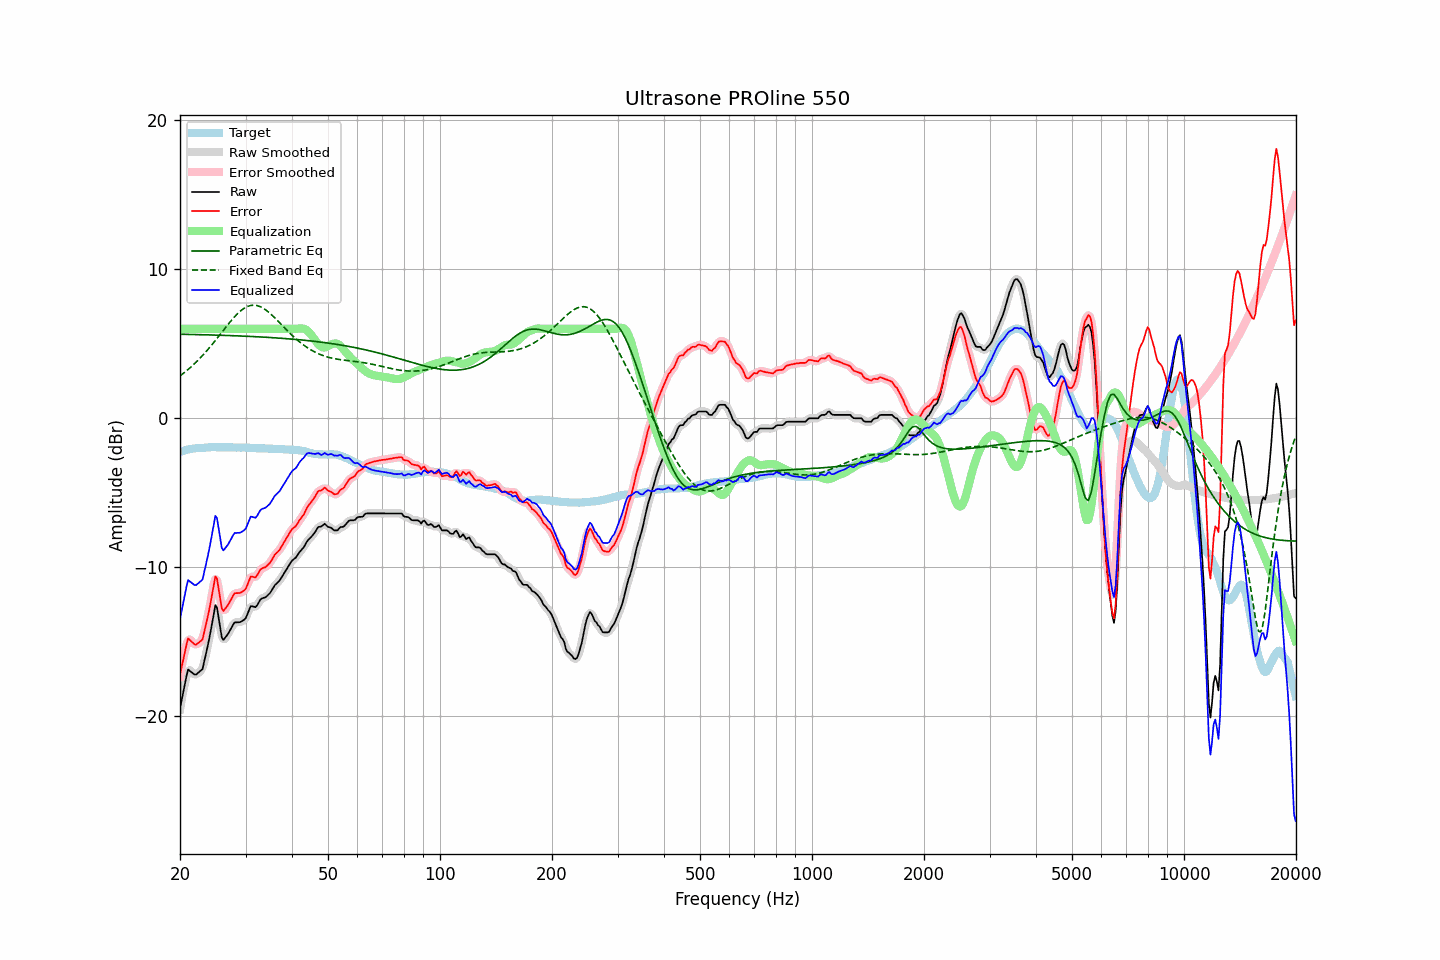 Ultrasone PROline 550
Target
Raw Smoothed
Error Smoothed
Raw
Error
Equalization
Parametric Eq
Fixed Band Eq
Equalized
20
10
0
−10
−20
Amplitude (dBr)
20
50
100
200
500
1000
2000
5000
10000
20000
Frequency (Hz)